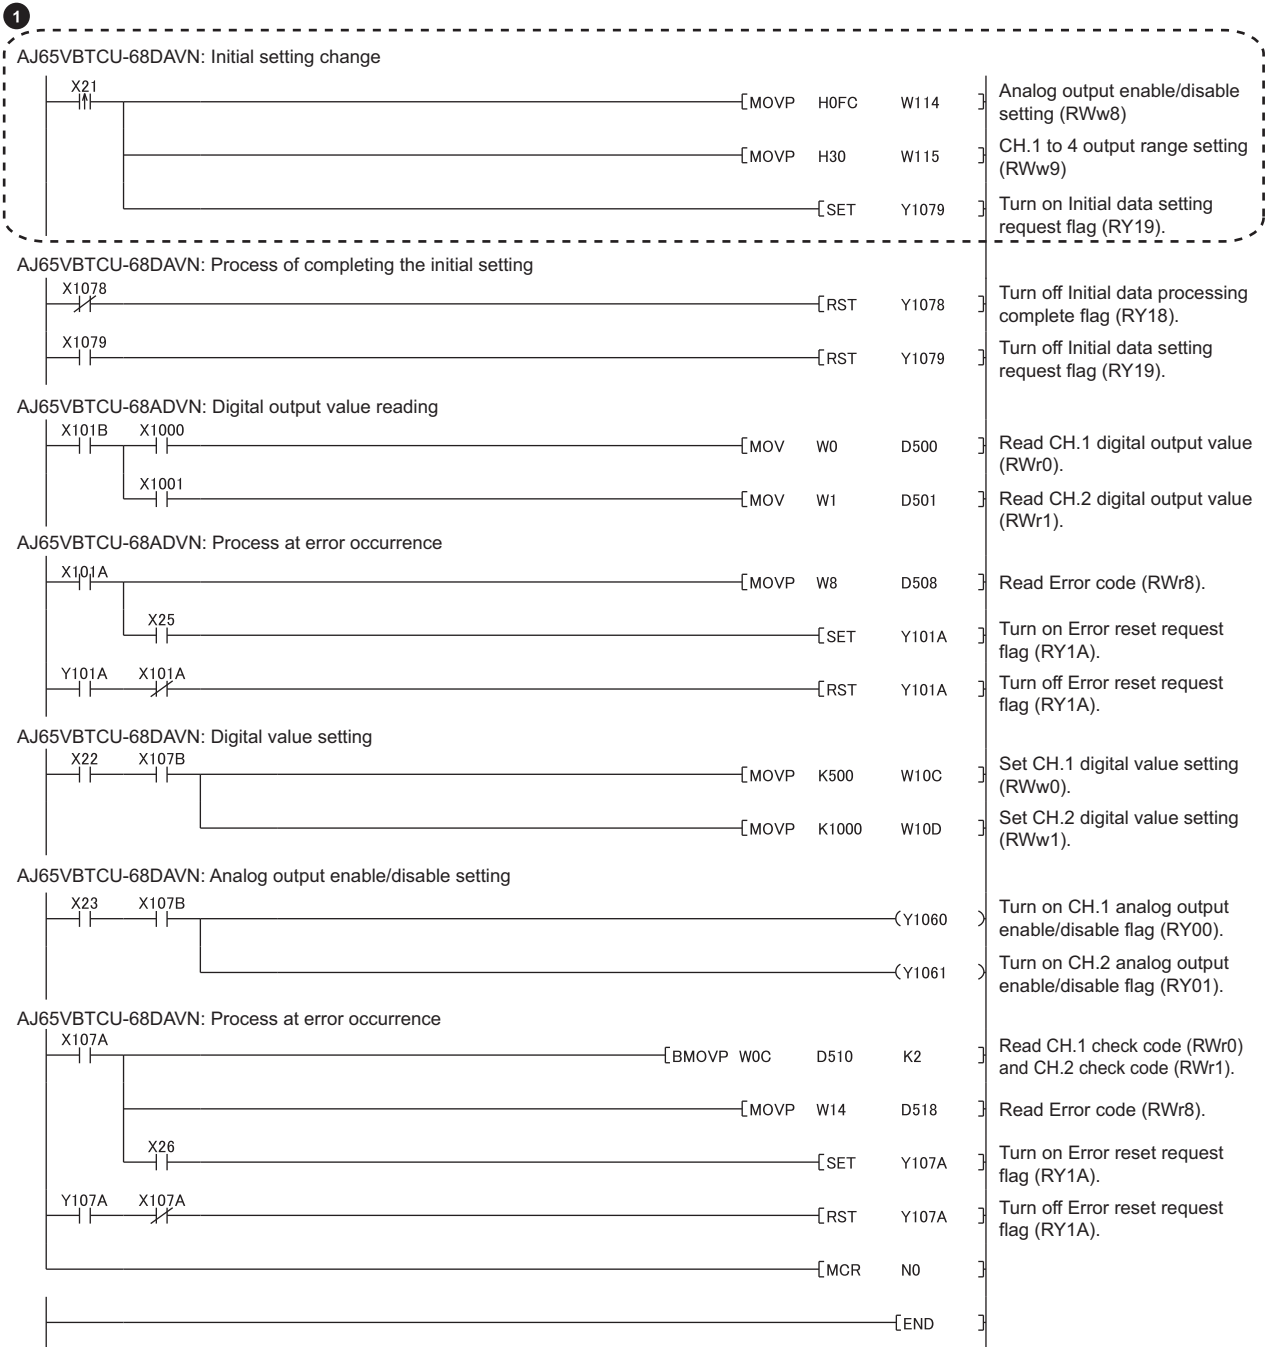 1
AJ65VBTCU-68DAVN: Initial setting change
X21
MOVP H0FC W114
Analog output enable/disable
setting (RWw8)
MOVP H30 W115
CH.1 to 4 output range setting
(RWw9)
SET Y1079
Turn on Initial data setting
request flag (RY19).
AJ65VBTCU-68DAVN: Process of completing the initial setting
X1078
RST Y1078
Turn off Initial data processing
complete flag (RY18).
X1079
RST Y1079
Turn off Initial data setting
request flag (RY19).
AJ65VBTCU-68ADVN: Digital output value reading
X101B X1000
MOV W0 D500
Read CH.1 digital output value
(RWr0).
X1001
MOV W1 D501
Read CH.2 digital output value
(RWr1).
AJ65VBTCU-68ADVN: Process at error occurrence
X101A
MOVP W8 D508
Read Error code (RWr8).
X25
SET Y101A
Turn on Error reset request
flag (RY1A).
Y101A X101A
RST Y101A
Turn off Error reset request
flag (RY1A).
AJ65VBTCU-68DAVN: Digital value setting
X22 X107B
MOVP K500 W10C
Set CH.1 digital value setting
(RWw0).
MOVP K1000 W10D
Set CH.2 digital value setting
(RWw1).
AJ65VBTCU-68DAVN: Analog output enable/disable setting
X23 X107B
Y1060
Turn on CH.1 analog output
enable/disable flag (RY00).
Y1061
Turn on CH.2 analog output
enable/disable flag (RY01).
AJ65VBTCU-68DAVN: Process at error occurrence
X107A
BMOVP W0C D510 K2
Read CH.1 check code (RWr0)
and CH.2 check code (RWr1).
MOVP W14 D518
Read Error code (RWr8).
X26
SET Y107A
Turn on Error reset request
flag (RY1A).
Y107A X107A
RST Y107A
Turn off Error reset request
flag (RY1A).
MCR N0
END